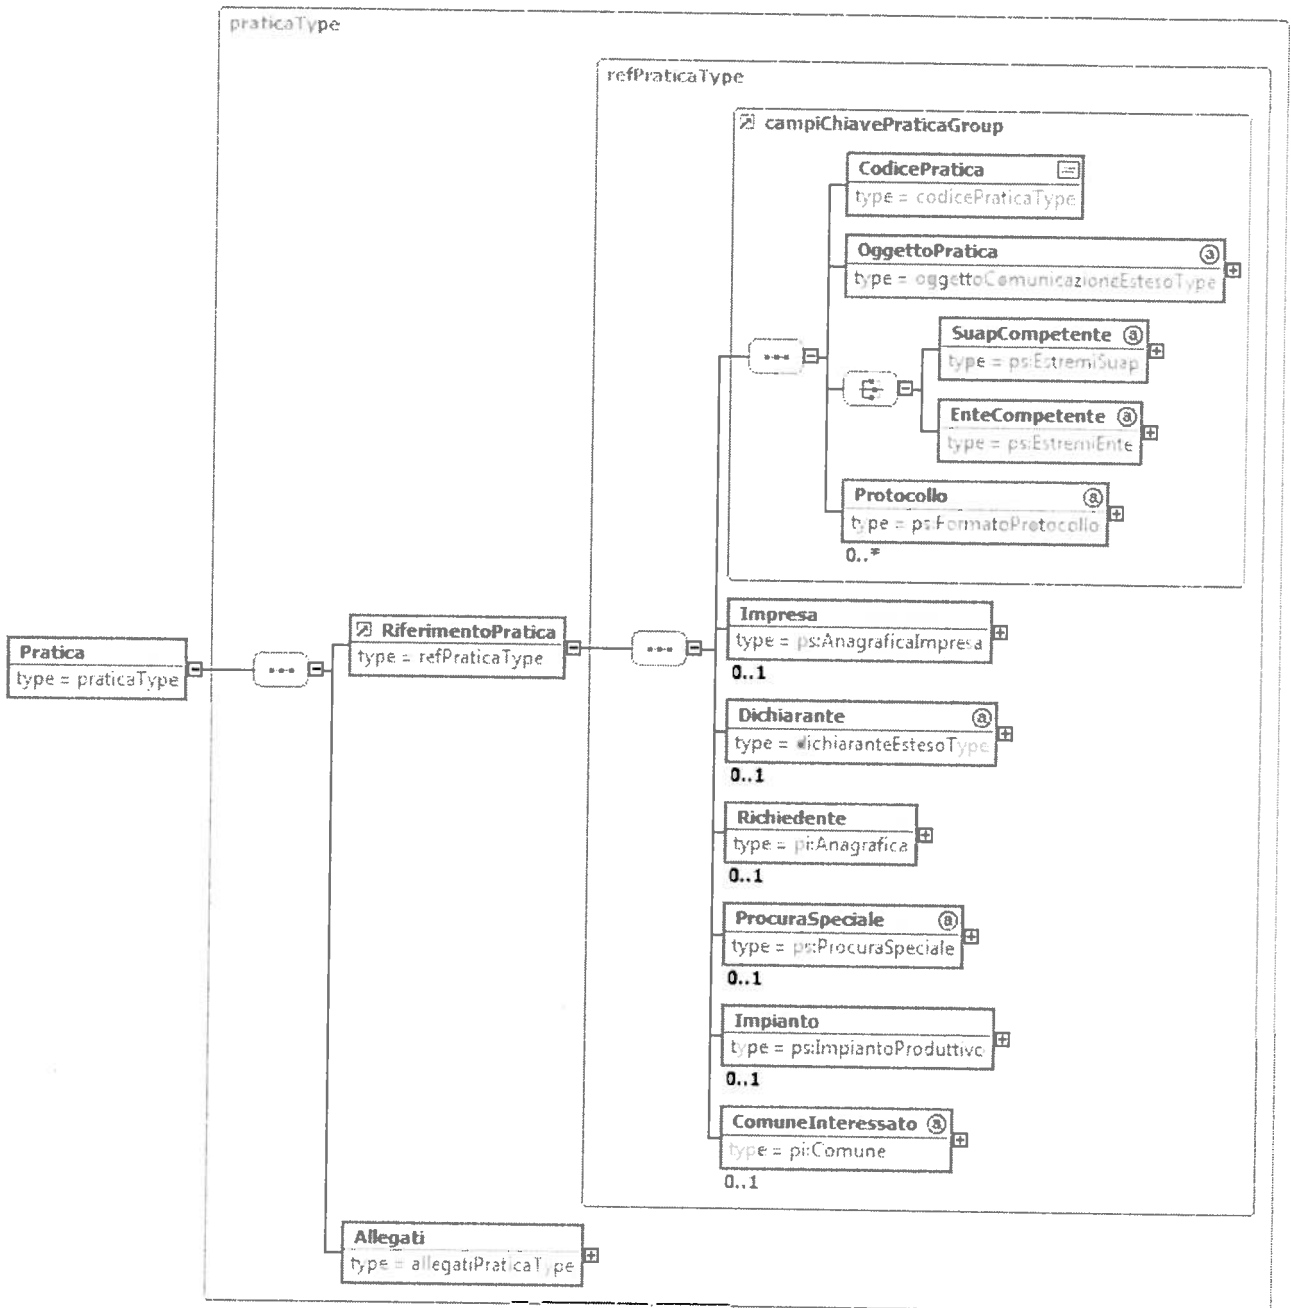 praticaType
refPraticaType
campiChiavePraticaGroup
CodicePratica
type = codicePraticaType
OggettoPratica
type = oggettoComunicazioneEstesoType
SuapCompetente
type = ps:EstremiSuap
EnteCompetente
type = ps:EstremiEnte
Protocollo
type = ps:FormatoProtocollo
0..*
Pratica
type = praticaType
RiferimentoPratica
type = refPraticaType
Impresa
type = ps:AnagraficaImpresa
0..1
Dichiarante
type = dichiaranteEstesoType
0..1
Richiedente
type = pi:Anagrafica
0..1
ProcuraSpeciale
type = ps:ProcuraSpeciale
0..1
Impianto
type = ps:ImpiantoProduttivo
0..1
ComuneInteressato
type = pi:Comune
0..1
Allegati
type = allegatiPraticaType